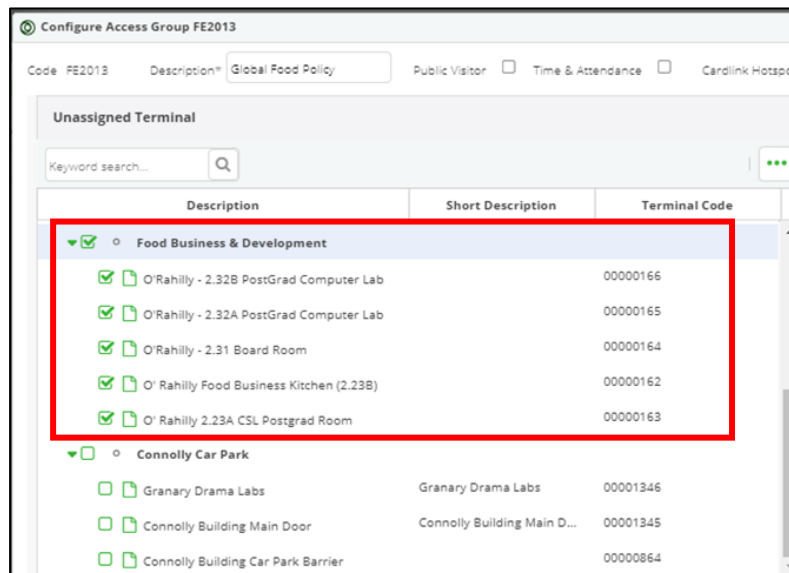 Configure Access Group FE2013
Code FE2013 Description* Global Food Policy Public Visitor Time & Attendance Cardlink Hotspo
Unassigned Terminal
Keyword search...
Description Short Description Terminal Code
Food Business & Development
O'Rahilly - 2.32B PostGrad Computer Lab 00000166
O'Rahilly - 2.32A PostGrad Computer Lab 00000165
O'Rahilly - 2.31 Board Room 00000164
O' Rahilly Food Business Kitchen (2.23B) 00000162
O' Rahilly 2.23A CSL Postgrad Room 00000163
Connolly Car Park
Granary Drama Labs Granary Drama Labs 00001346
Connolly Building Main Door Connolly Building Main D... 00001345
Connolly Building Car Park Barrier 00000864